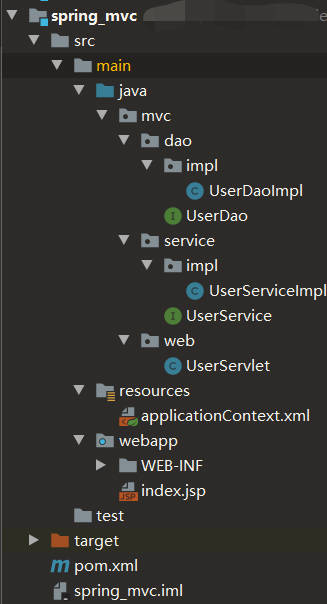 spring_mvc
src
main
java
mvc
dao
impl
UserDaoImpl
UserDao
service
impl
UserServiceImpl
UserService
web
UserServlet
resources
applicationContext.xml
webapp
WEB-INF
index.jsp
test
target
pom.xml
spring_mvc.iml